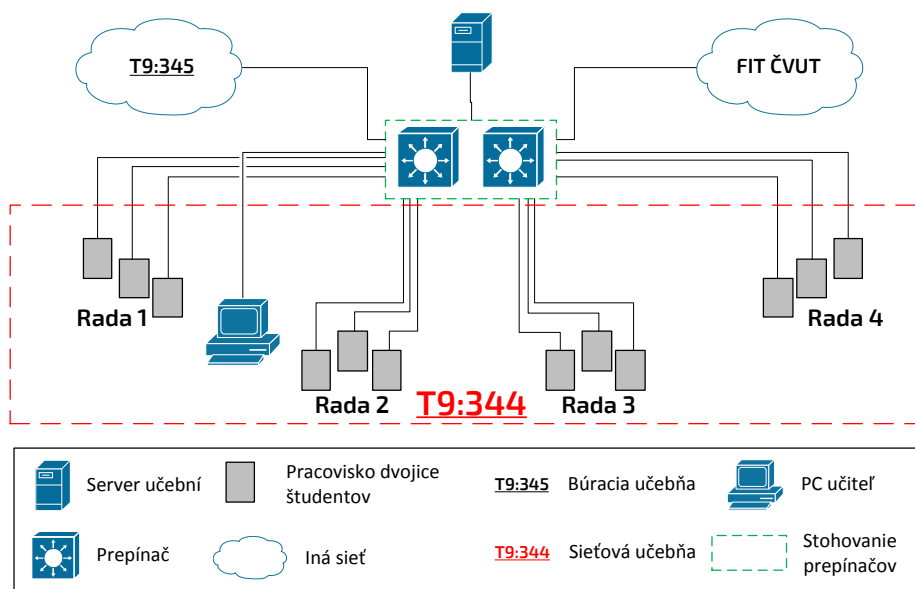 T9:345
FIT ČVUT
Rada 1
Rada 4
Rada 2
T9:344
Rada 3
Server učební
Pracovisko dvojice
študentov
T9:345 Búracia učebňa
PC učiteľ
Prepínač
Iná sieť
T9:344 Sieťová učebňa
Stohovanie
prepínačov